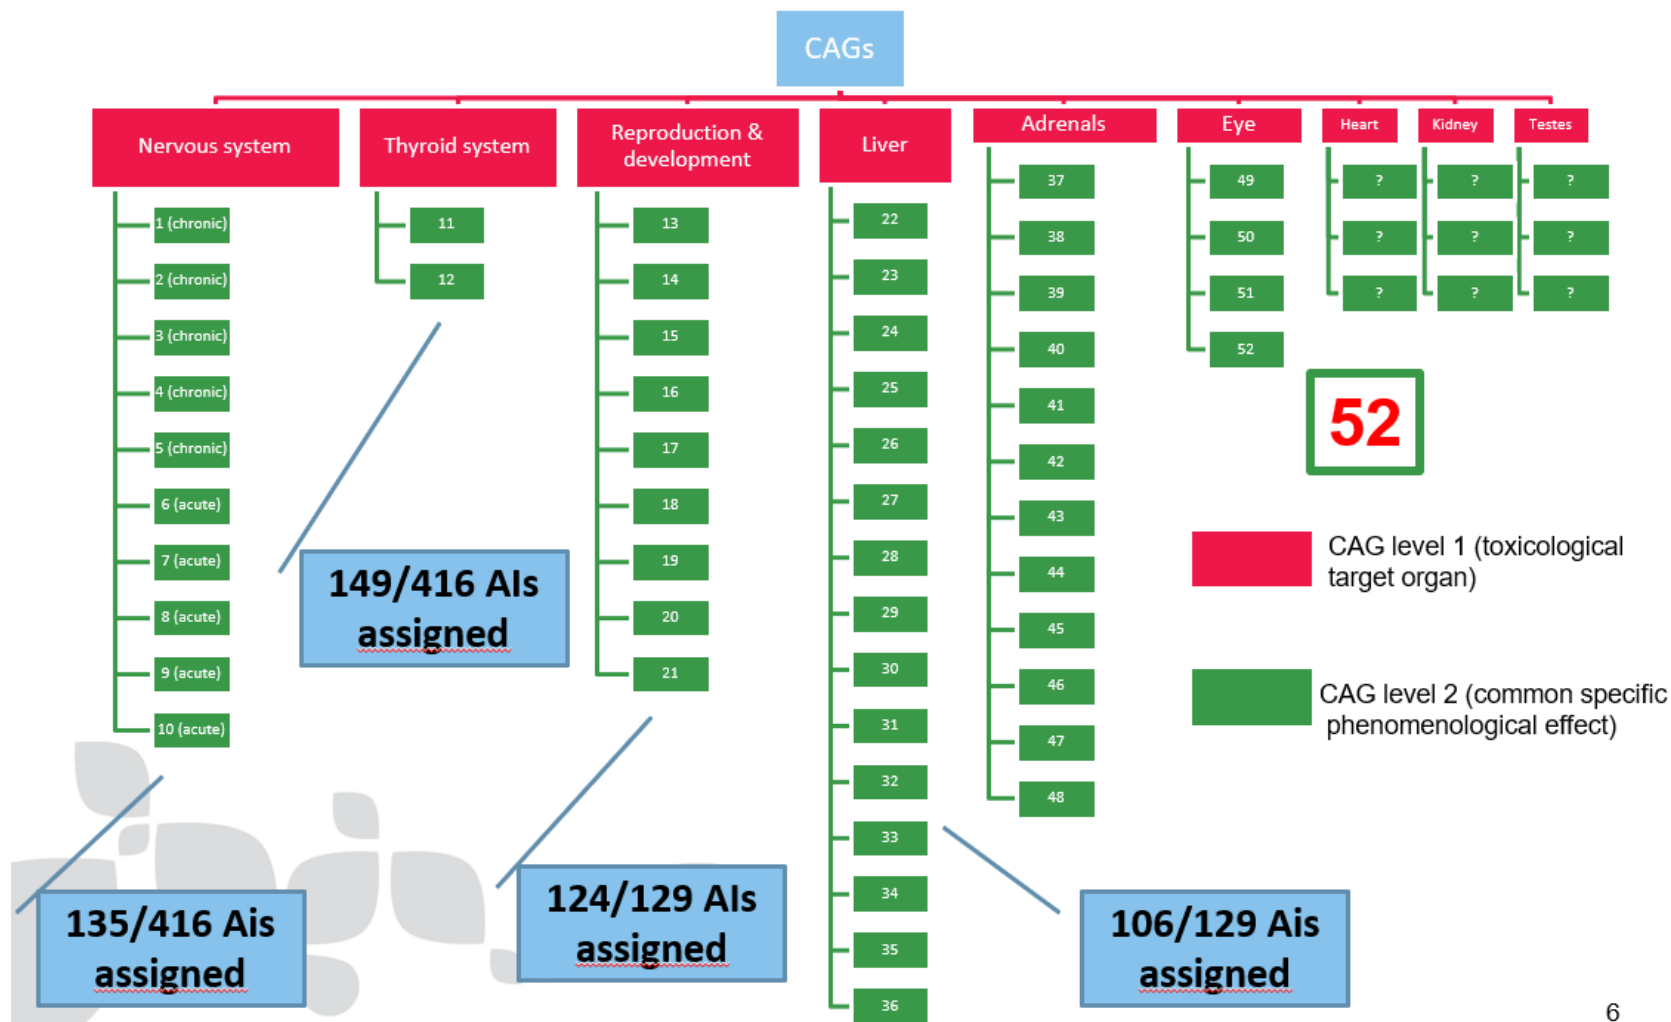 CAGs
Nervous system
1 (chronic)
2 (chronic)
3 (chronic)
4 (chronic)
5 (chronic)
6 (acute)
7 (acute)
8 (acute)
9 (acute)
10 (acute)
135/416 Ais
assigned
Thyroid system
11
12
149/416 AIs
assigned
Reproduction &
development
13
14
15
16
17
18
19
20
21
124/129 AIs
assigned
Liver
22
23
24
25
26
27
28
29
30
31
32
33
34
35
36
106/129 Ais
assigned
Adrenals
37
38
39
40
41
42
43
44
45
46
47
48
Eye
49
50
51
52
Heart
?
?
?
Kidney
?
?
?
Testes
?
?
?
52
CAG level 1 (toxicological
target organ)
CAG level 2 (common specific
phenomenological effect)
6